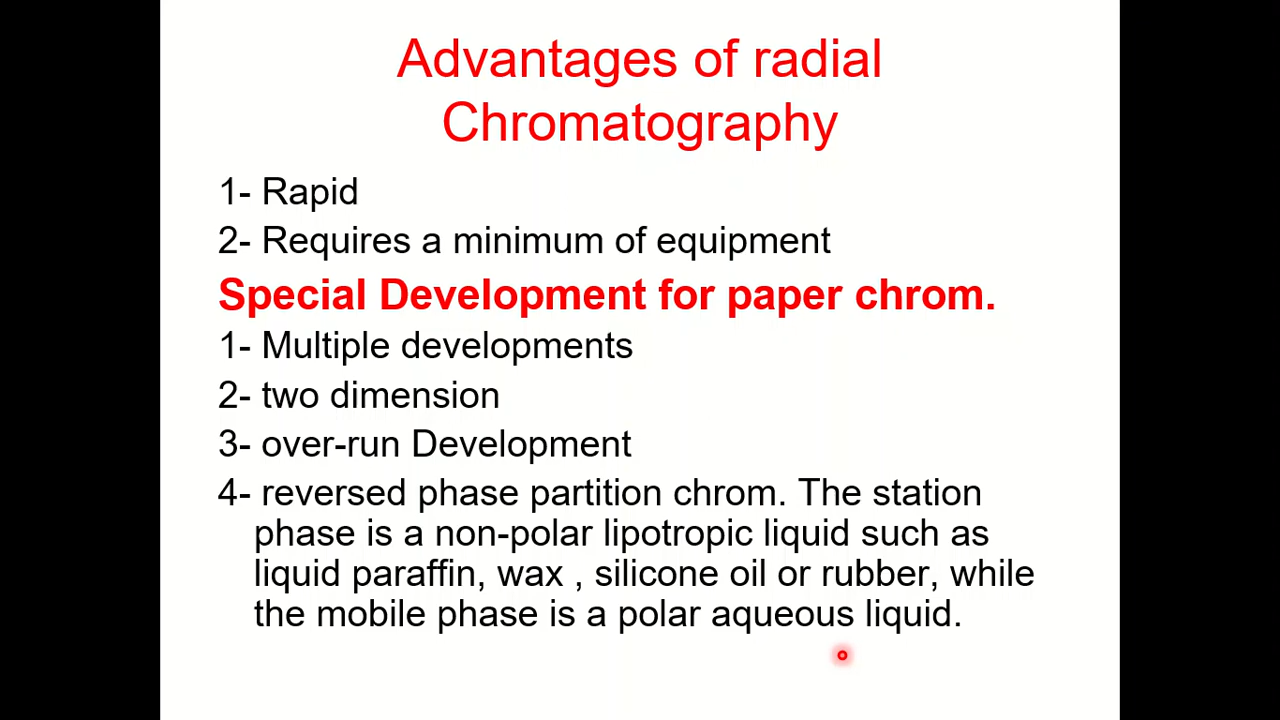 Advantages of radial
Chromatography
1- Rapid
2- Requires a minimum of equipment
Special Development for paper chrom.
1- Multiple developments
2- two dimension
3- over-run Development
4- reversed phase partition chrom. The station
phase is a non-polar lipotropic liquid such as
liquid paraffin, wax , silicone oil or rubber, while
the mobile phase is a polar aqueous liquid.